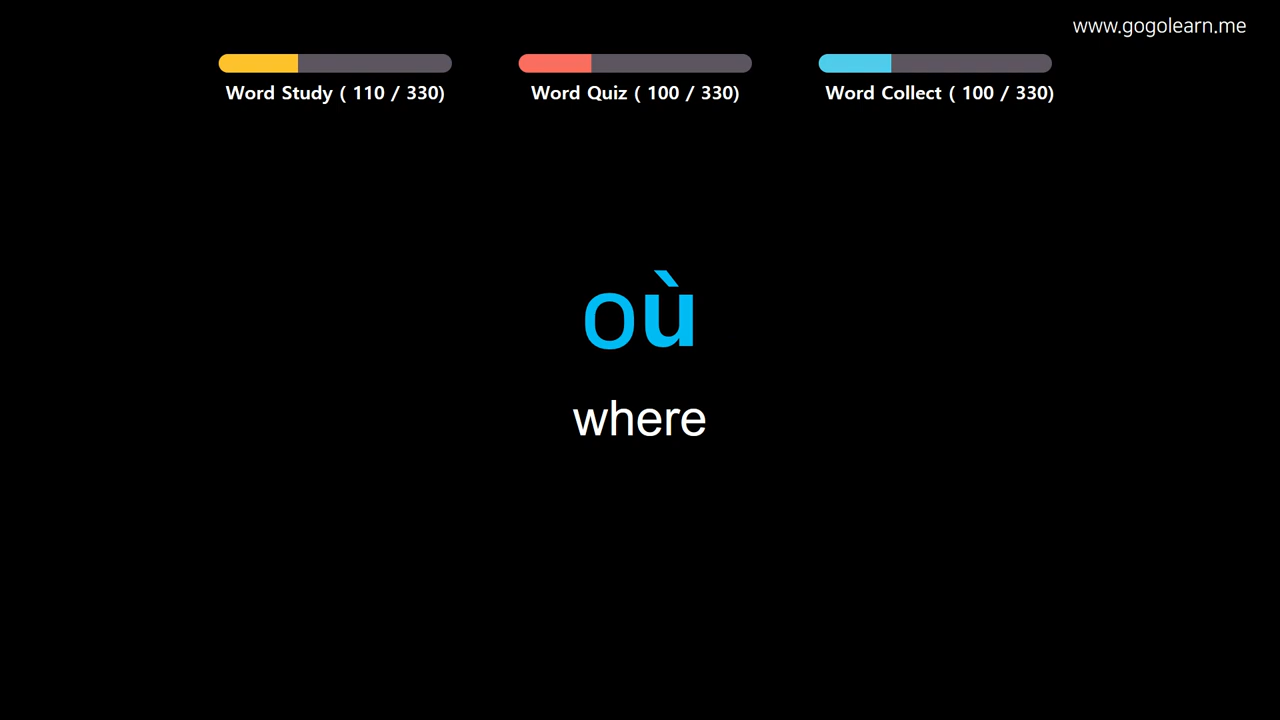 www.gogolearn.me
Word Study ( 110 / 330)
Word Quiz ( 100 / 330)
Word Collect ( 100 / 330)
où
where